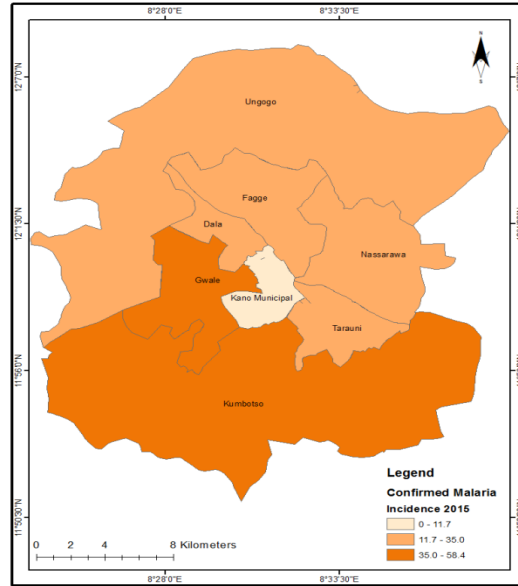 8°28'0"E 8°33'30"E
N
S
12°7'0"N
Ungogo
Fagge
12°1'30"N
Dala
Nassarawa
Gwale
Kano Municipal
Tarauni
11°56'0"N
Kumbotso
Legend
Confirmed Malaria
Incidence 2015
0 - 11.7
11.7 - 35.0
35.0 - 58.4
11°50'30"N
0 2 4 8 Kilometers
8°28'0"E 8°33'30"E